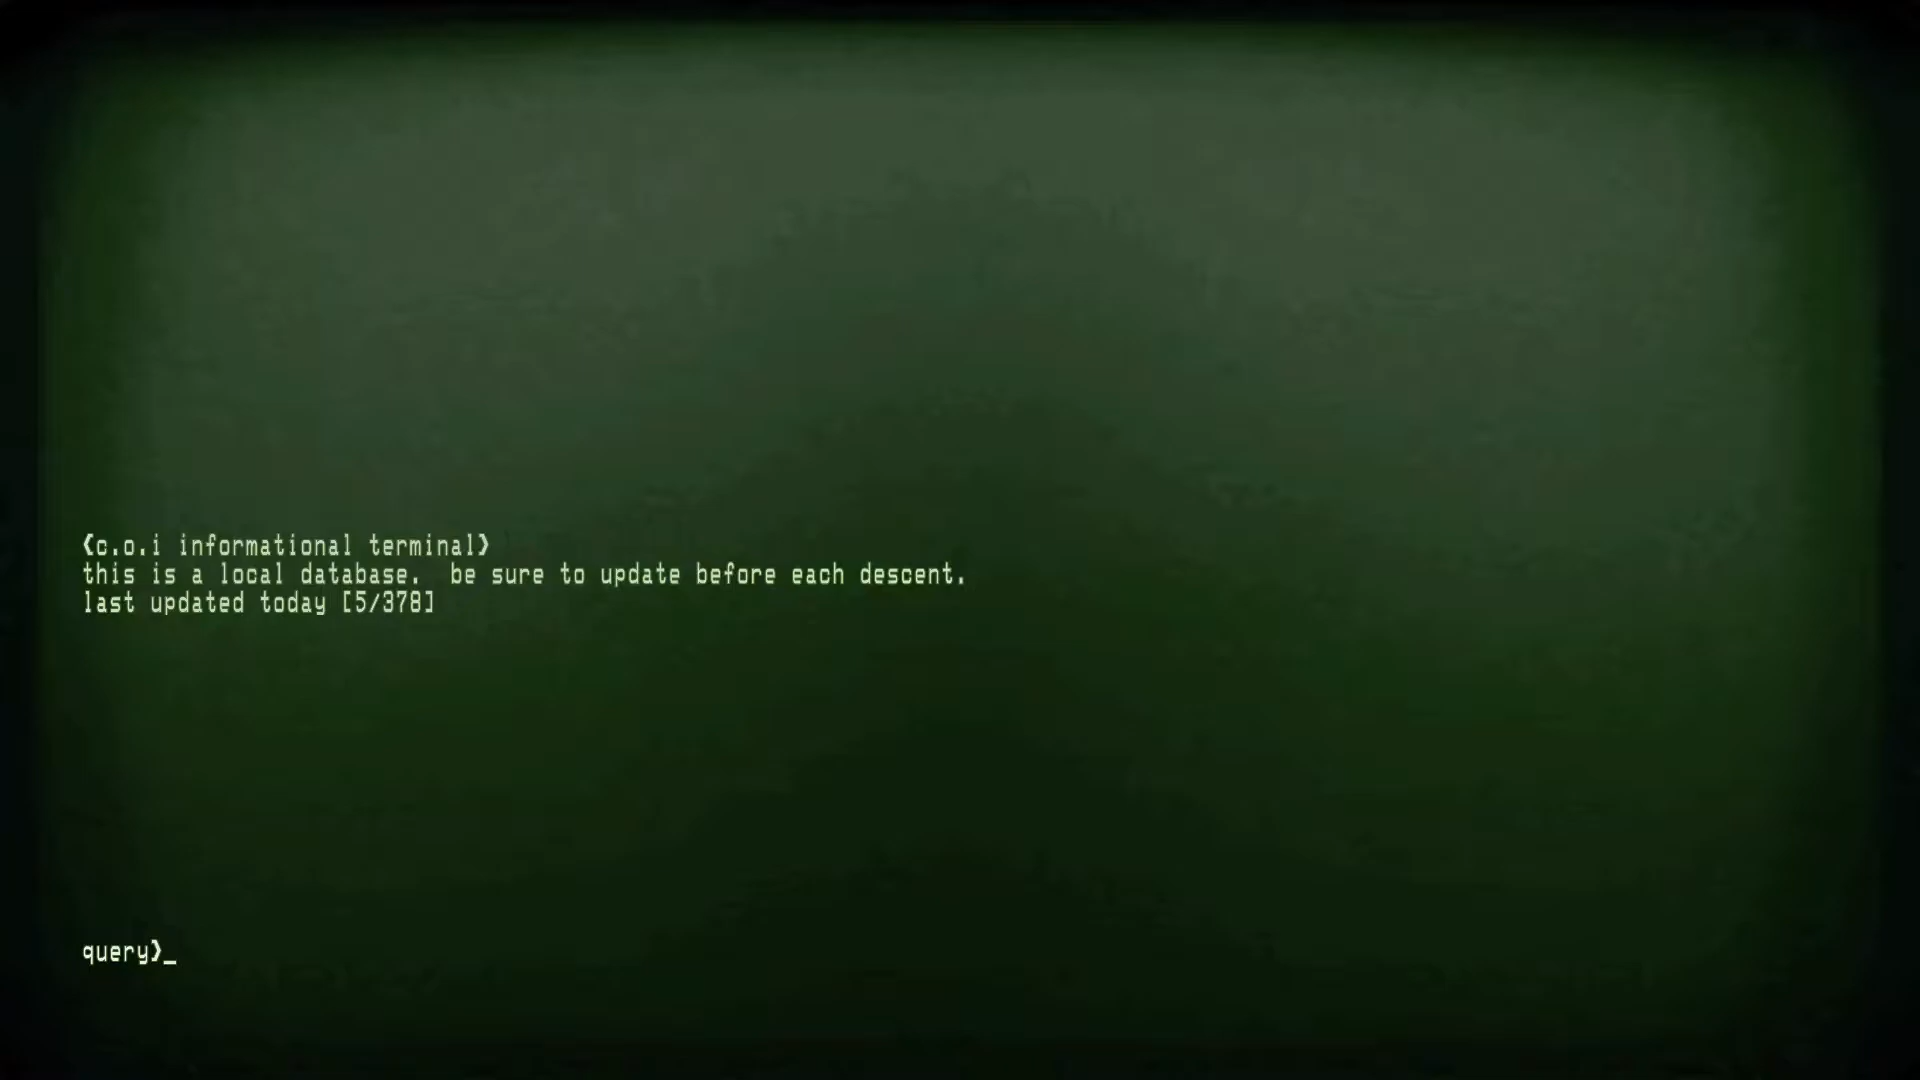 <c.o.i informational terminal>
this is a local database.  be sure to update before each descent.
last updated today [5/378]
query>_